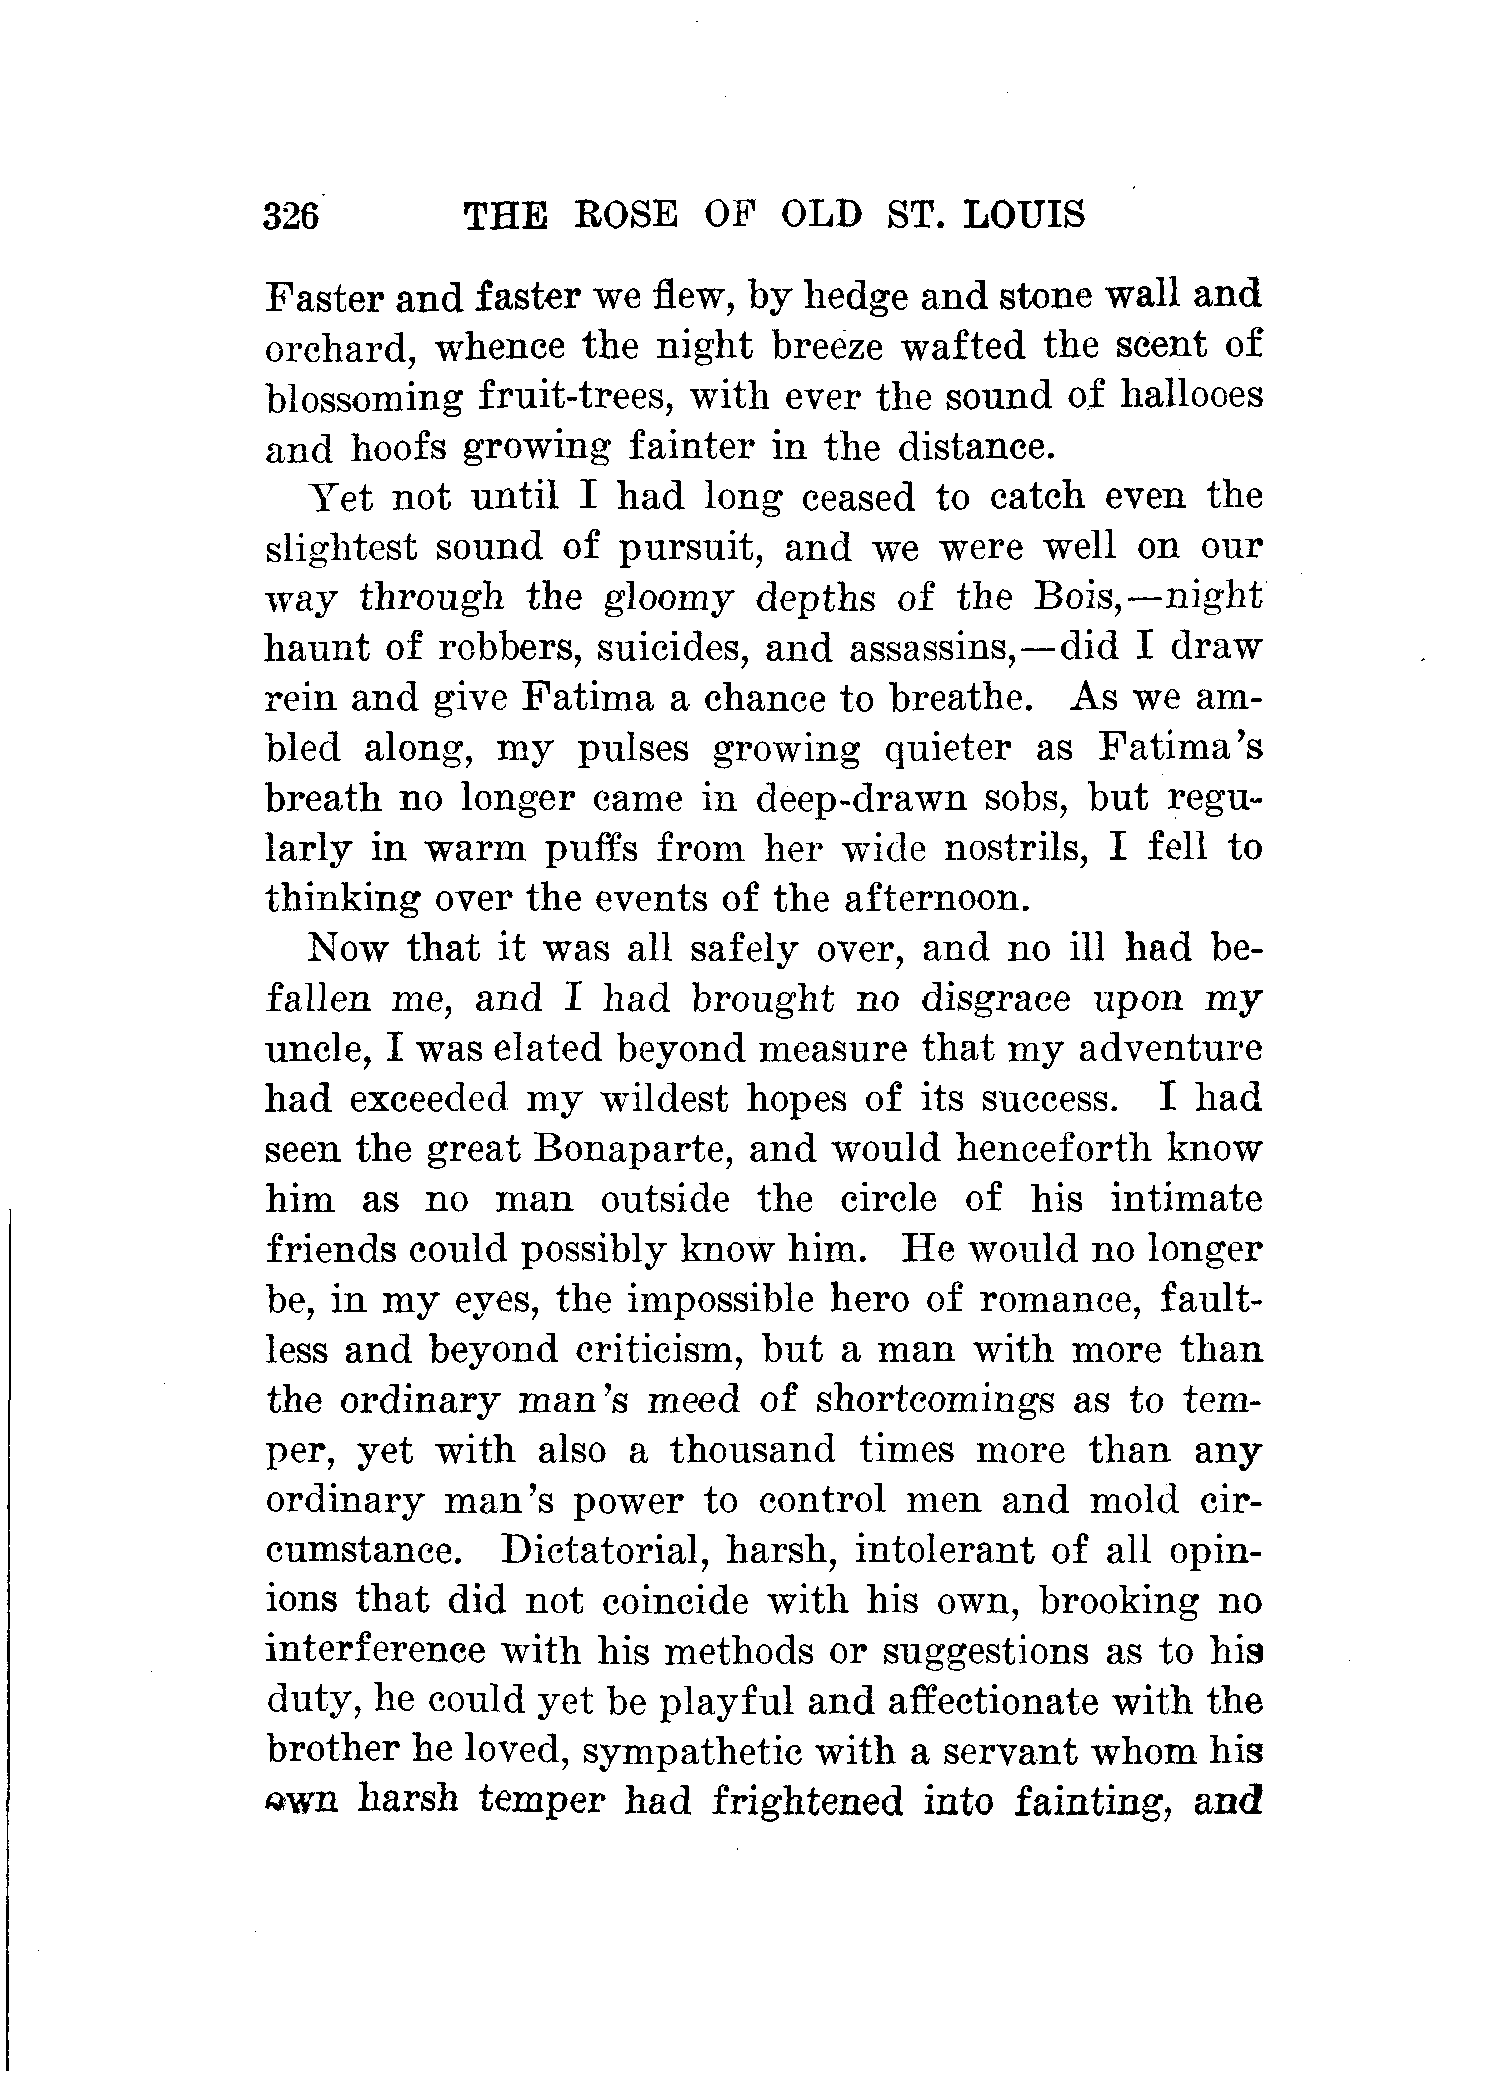 326 THE ROSE OF OLD ST. LOUIS
Faster and faster we flew, by hedge and stone wall and
orchard, whence the night breeze wafted the scent of
blossoming fruit-trees, with ever the sound of hallooes
and hoofs growing fainter in the distance.
Yet not until I had long ceased to catch even the
slightest sound of pursuit, and we were well on our
way through the gloomy depths of the Bois,—night
haunt of robbers, suicides, and assassins,—did I draw
rein and give Fatima a chance to breathe. As we am-
bled along, my pulses growing quieter as Fatima's
breath no longer came in deep-drawn sobs, but regu-
larly in warm puffs from her wide nostrils, I fell to
thinking over the events of the afternoon.
Now that it was all safely over, and no ill had be-
fallen me, and I had brought no disgrace upon my
uncle, I was elated beyond measure that my adventure
had exceeded my wildest hopes of its success. I had
seen the great Bonaparte, and would henceforth know
him as no man outside the circle of his intimate
friends could possibly know him. He would no longer
be, in my eyes, the impossible hero of romance, fault-
less and beyond criticism, but a man with more than
the ordinary man's meed of shortcomings as to tem-
per, yet with also a thousand times more than any
ordinary man's power to control men and mold cir-
cumstance. Dictatorial, harsh, intolerant of all opin-
ions that did not coincide with his own, brooking no
interference with his methods or suggestions as to his
duty, he could yet be playful and affectionate with the
brother he loved, sympathetic with a servant whom his
own harsh temper had frightened into fainting, and